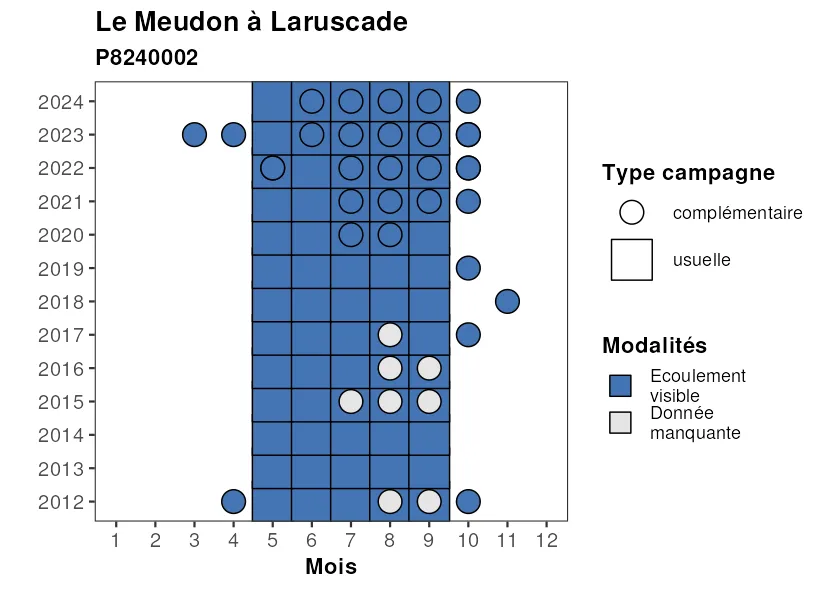 Le Meudon à Laruscade
P8240002
2024
2023
2022
2021
2020
2019
2018
2017
2016
2015
2014
2013
2012
1 2 3 4 5 6 7 8 9 10 11 12
Mois
Type campagne
complémentaire
usuelle
Modalités
Ecoulement
visible
Donnée
manquante